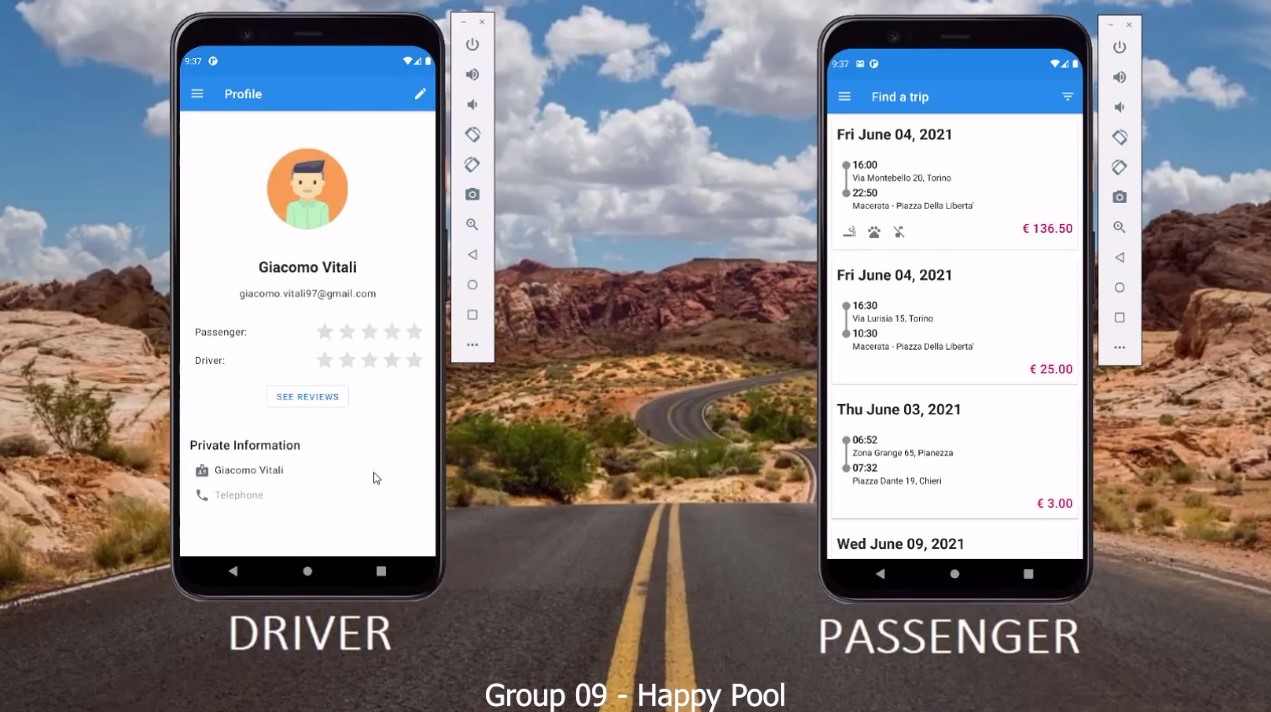 9:37
Profile
Giacomo Vitali
giacomo.vitali97@gmail.com
Passenger:
Driver:
SEE REVIEWS
Private Information
Giacomo Vitali
Telephone
DRIVER
9:37
Find a trip
Fri June 04, 2021
16:00
Via Montebello 20, Torino
22:50
Macerata - Piazza Della Liberta'
€ 136.50
Fri June 04, 2021
16:30
Via Lurisia 15, Torino
10:30
Macerata - Piazza Della Liberta'
€ 25.00
Thu June 03, 2021
06:52
Zona Grange 65, Pianezza
07:32
Piazza Dante 19, Chieri
€ 3.00
Wed June 09, 2021
PASSENGER
Group 09 - Happy Pool